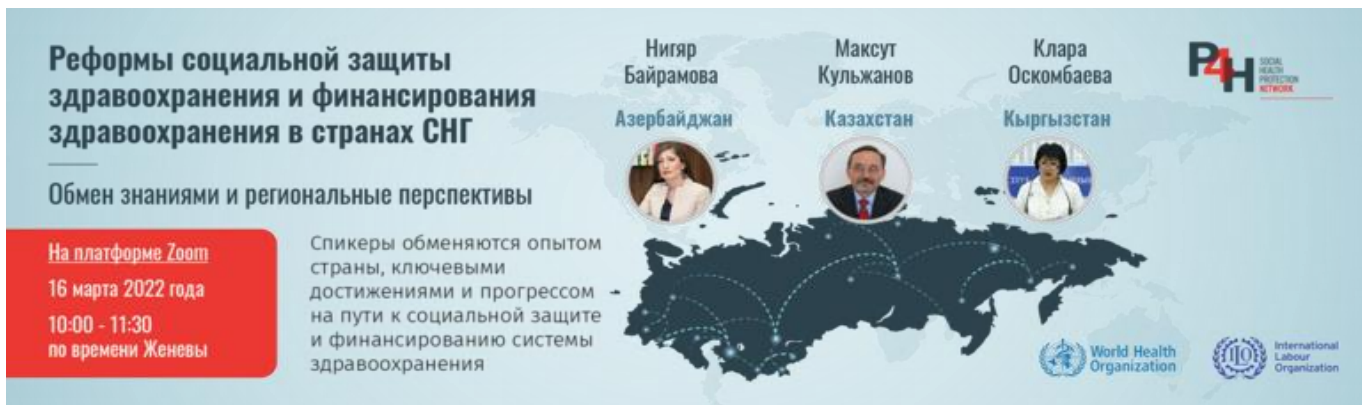 Реформы социальной защиты
здравоохранения и финансирования
здравоохранения в странах СНГ
Обмен знаниями и региональные перспективы
На платформе Zoom
16 марта 2022 года
10:00 - 11:30
по времени Женевы
Спикеры обмениваются опытом
страны, ключевыми
достижениями и прогрессом
на пути к социальной защите
и финансированию системы
здравоохранения
Нигяр
Байрамова
Азербайджан
Максут
Кульжанов
Казахстан
Клара
Оскомбаева
Кыргызстан
P4H
SOCIAL
HEALTH
PROTECTION
NETWORK
World Health
Organization
International
Labour
Organization